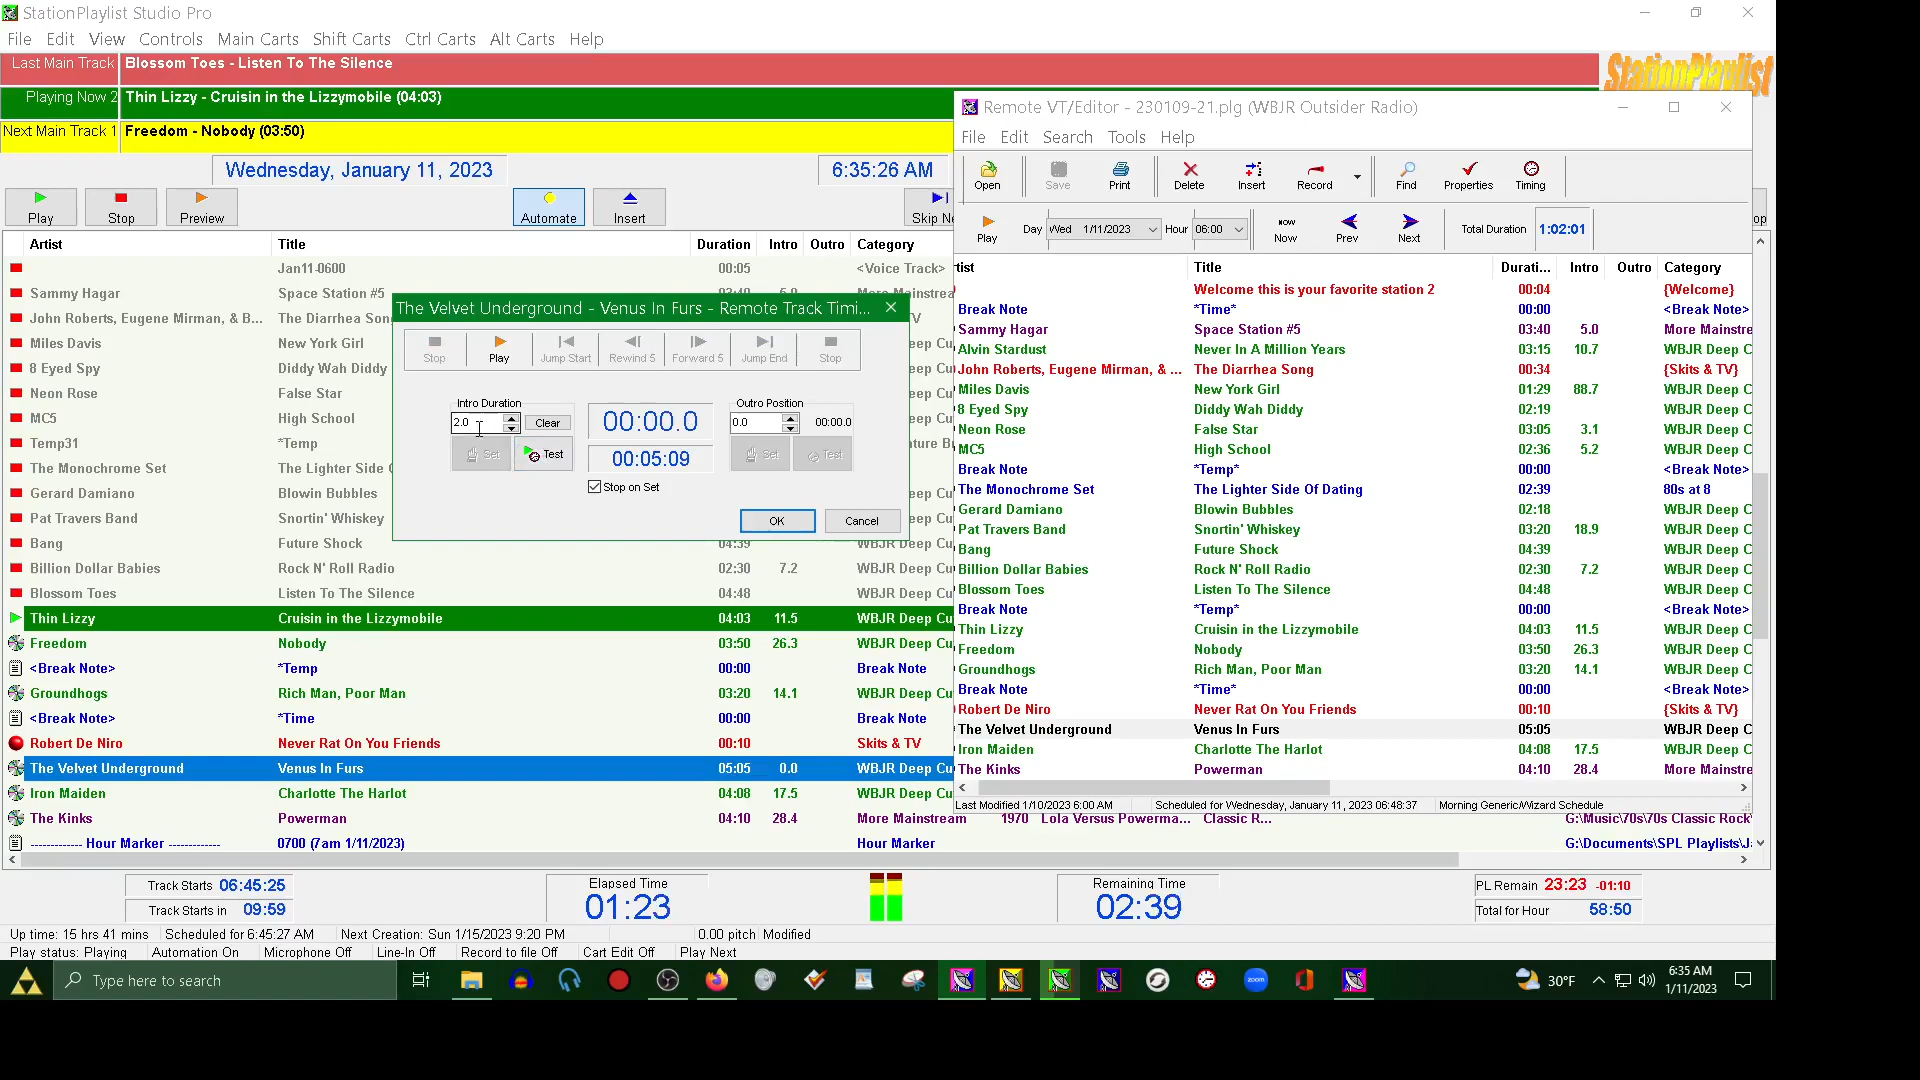 StationPlaylist Studio Pro
File Edit View Controls Main Carts Shift Carts Ctrl Carts Alt Carts Help
Last Main Track Blossom Toes - Listen To The Silence
StationPlaylist
Playing Now 2 Thin Lizzy - Cruisin in the Lizzymobile (04:03)
Next Main Track 1 Freedom - Nobody (03:50)
Wednesday, January 11, 2023 6:35:26 AM
Play Stop Preview Automate Insert Skip Ne
Artist Title Duration Intro Outro Category
Jan11-0600 00:05 <Voice Track>
Sammy Hagar Space Station #5 03:40 5.0 More Mainstrea
John Roberts, Eugene Mirman, & B... The Diarrhea Son
Miles Davis New York Girl
8 Eyed Spy Diddy Wah Diddy
Neon Rose False Star
MC5 High School
Temp31 *Temp
The Monochrome Set The Lighter Side
Gerard Damiano Blowin Bubbles
Pat Travers Band Snortin' Whiskey
Bang Future Shock 04:39 WBJR Deep Cu
Billion Dollar Babies Rock N' Roll Radio 02:30 7.2 WBJR Deep Cu
Blossom Toes Listen To The Silence 04:48 WBJR Deep Cu
Thin Lizzy Cruisin in the Lizzymobile 04:03 11.5 WBJR Deep Cu
Freedom Nobody 03:50 26.3 WBJR Deep Cu
<Break Note> *Temp 00:00 Break Note
Groundhogs Rich Man, Poor Man 03:20 14.1 WBJR Deep Cu
<Break Note> *Time 00:00 Break Note
Robert De Niro Never Rat On You Friends 00:10 Skits & TV
The Velvet Underground Venus In Furs 05:05 0.0 WBJR Deep Cu
Iron Maiden Charlotte The Harlot 04:08 17.5 WBJR Deep Cu
The Kinks Powerman 04:10 28.4 More Mainstream 1970 Lola Versus Powerma... Classic R... G:\Music\70s\70s Classic Rock\
------------- Hour Marker ------------- 0700 (7am 1/11/2023) Hour Marker G:\Documents\SPL Playlists\J
The Velvet Underground - Venus In Furs - Remote Track Timi...
Stop Play Jump Start Rewind 5 Forward 5 Jump End Stop
Intro Duration Outro Position
2.0 Clear 00:00.0 0.0 00:00.0
Set Test 00:05:09 Set Test
Stop on Set
OK Cancel
Remote VT/Editor - 230109-21.plg (WBJR Outsider Radio)
File Edit Search Tools Help
Open Save Print Delete Insert Record Find Properties Timing
Play Day Wed 1/11/2023 Hour 06:00 NOW Now Prev Next Total Duration 1:02:01
tist Title Durati... Intro Outro Category
Welcome this is your favorite station 2 00:04 {Welcome}
Break Note *Time* 00:00 <Break Note>
Sammy Hagar Space Station #5 03:40 5.0 More Mainstre
Alvin Stardust Never In A Million Years 03:15 10.7 WBJR Deep C
John Roberts, Eugene Mirman, & ... The Diarrhea Song 00:34 {Skits & TV}
Miles Davis New York Girl 01:29 88.7 WBJR Deep C
8 Eyed Spy Diddy Wah Diddy 02:19 WBJR Deep C
Neon Rose False Star 03:05 3.1 WBJR Deep C
MC5 High School 02:36 5.2 WBJR Deep C
Break Note *Temp* 00:00 <Break Note>
The Monochrome Set The Lighter Side Of Dating 02:39 80s at 8
Gerard Damiano Blowin Bubbles 02:18 WBJR Deep C
Pat Travers Band Snortin' Whiskey 03:20 18.9 WBJR Deep C
Bang Future Shock 04:39 WBJR Deep C
Billion Dollar Babies Rock N' Roll Radio 02:30 7.2 WBJR Deep C
Blossom Toes Listen To The Silence 04:48 WBJR Deep C
Break Note *Temp* 00:00 <Break Note>
Thin Lizzy Cruisin in the Lizzymobile 04:03 11.5 WBJR Deep C
Freedom Nobody 03:50 26.3 WBJR Deep C
Groundhogs Rich Man, Poor Man 03:20 14.1 WBJR Deep C
Break Note *Time* 00:00 <Break Note>
Robert De Niro Never Rat On You Friends 00:10 {Skits & TV}
The Velvet Underground Venus In Furs 05:05 WBJR Deep C
Iron Maiden Charlotte The Harlot 04:08 17.5 WBJR Deep C
The Kinks Powerman 04:10 28.4 More Mainstre
Last Modified 1/10/2023 6:00 AM Scheduled for Wednesday, January 11, 2023 06:48:37 Morning Generic/Wizard Schedule
Track Starts 06:45:25 Elapsed Time Remaining Time PL Remain 23:23 -01:10
Track Starts in 09:59 01:23 02:39 Total for Hour 58:50
Up time: 15 hrs 41 mins Scheduled for 6:45:27 AM Next Creation: Sun 1/15/2023 9:20 PM 0.00 pitch Modified
Play status: Playing Automation On Microphone Off Line-In Off Record to file Off Cart Edit Off Play Next
Type here to search zoom 30°F 6:35 AM
1/11/2023